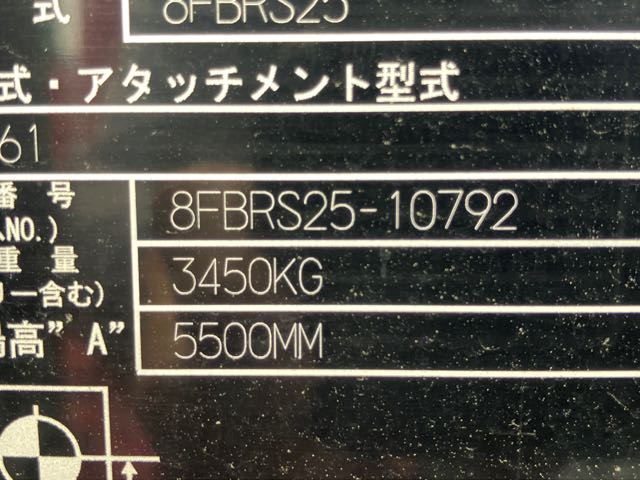 式 8FBRS25
式・アタッチメント型式
61
番号 8FBRS25-10792
NO.)
重量 3450KG
リー含む)
高"A" 5500MM